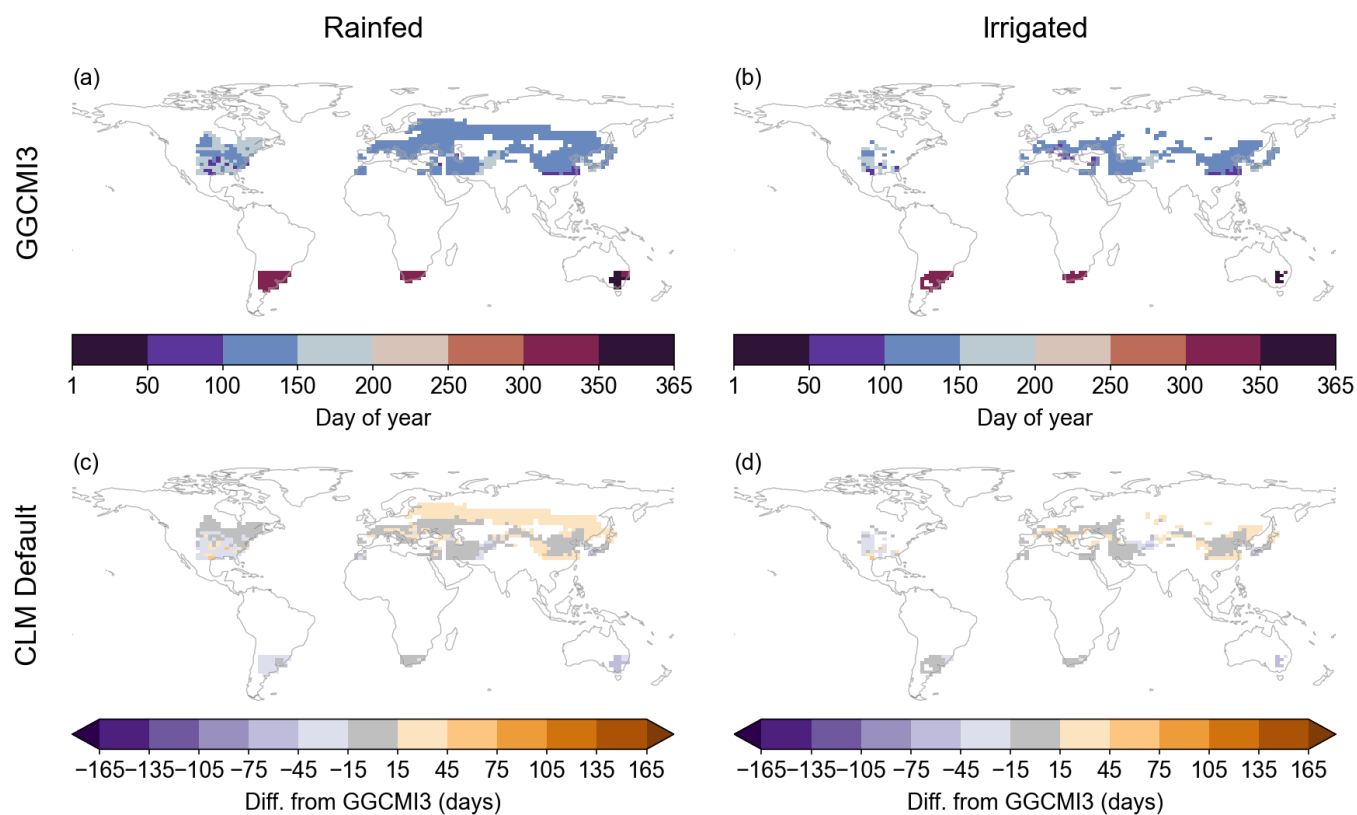 Rainfed
Irrigated
GGCMI3
(a)
(b)
1 50 100 150 200 250 300 350 365
Day of year
1 50 100 150 200 250 300 350 365
Day of year
CLM Default
(c)
(d)
−165 −135 −105 −75 −45 −15 15 45 75 105 135 165
Diff. from GGCMI3 (days)
−165 −135 −105 −75 −45 −15 15 45 75 105 135 165
Diff. from GGCMI3 (days)